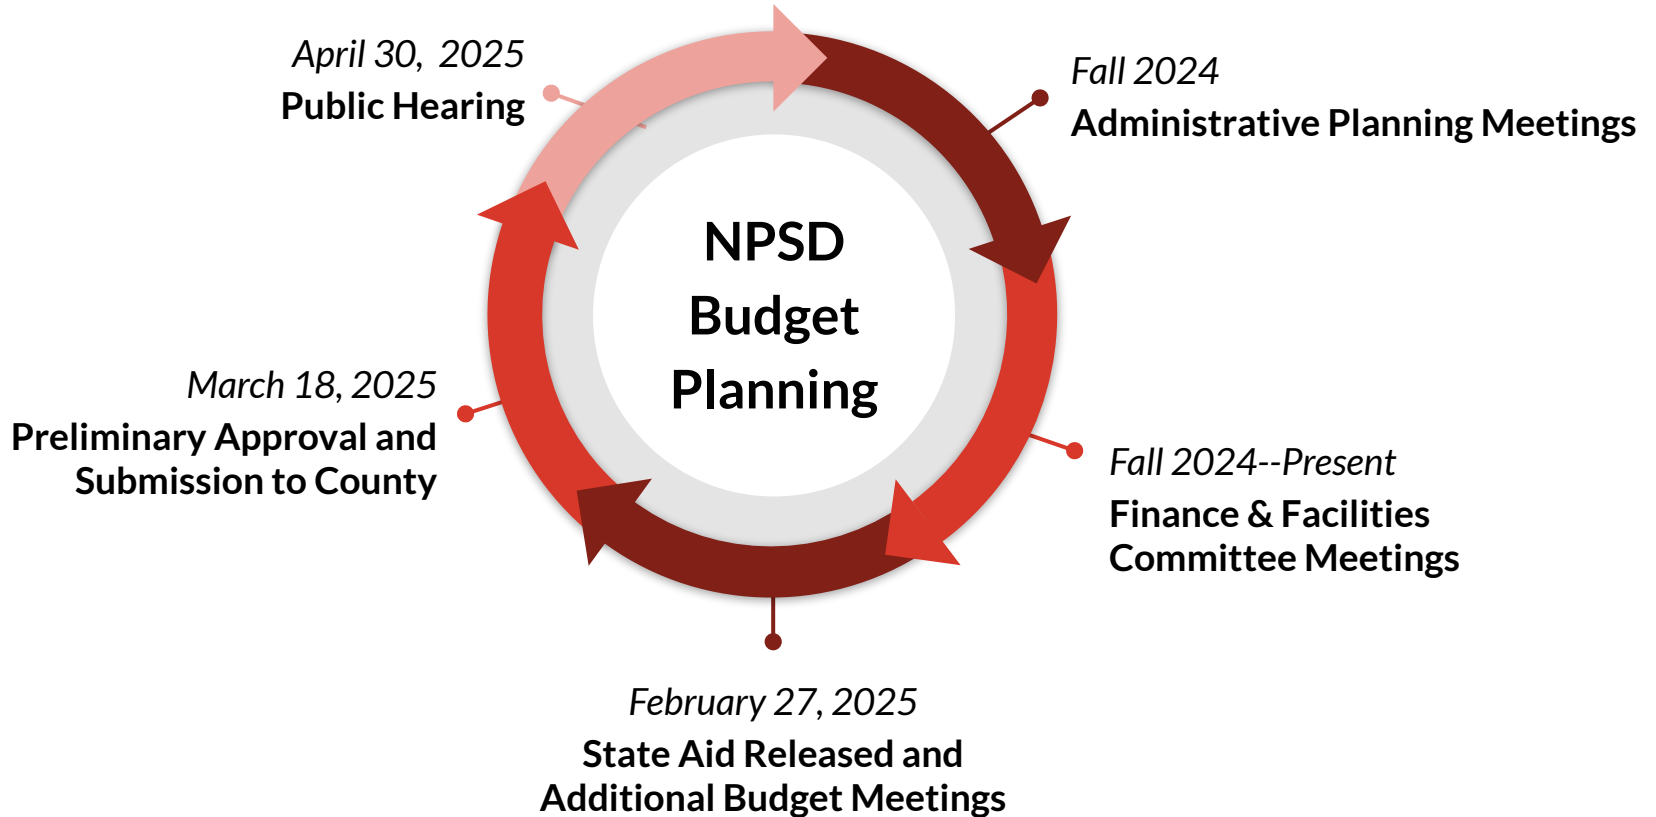 NPSD
Budget
Planning
Fall 2024
Administrative Planning Meetings
Fall 2024--Present
Finance & Facilities
Committee Meetings
February 27, 2025
State Aid Released and
Additional Budget Meetings
March 18, 2025
Preliminary Approval and
Submission to County
April 30, 2025
Public Hearing